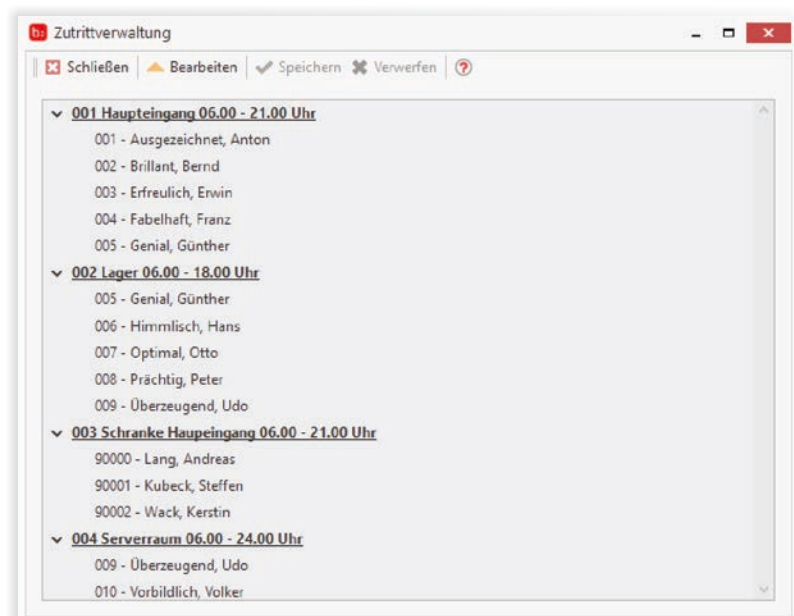 b: Zutrittverwaltung
Schließen Bearbeiten Speichern Verwerfen ?
001 Haupteingang 06.00 - 21.00 Uhr
001 - Ausgezeichnet, Anton
002 - Brillant, Bernd
003 - Erfreulich, Erwin
004 - Fabelhaft, Franz
005 - Genial, Günther
002 Lager 06.00 - 18.00 Uhr
005 - Genial, Günther
006 - Himmlisch, Hans
007 - Optimal, Otto
008 - Prächtig, Peter
009 - Überzeugend, Udo
003 Schranke Haupeingang 06.00 - 21.00 Uhr
90000 - Lang, Andreas
90001 - Kubeck, Steffen
90002 - Wack, Kerstin
004 Serverraum 06.00 - 24.00 Uhr
009 - Überzeugend, Udo
010 - Vorbildlich, Volker